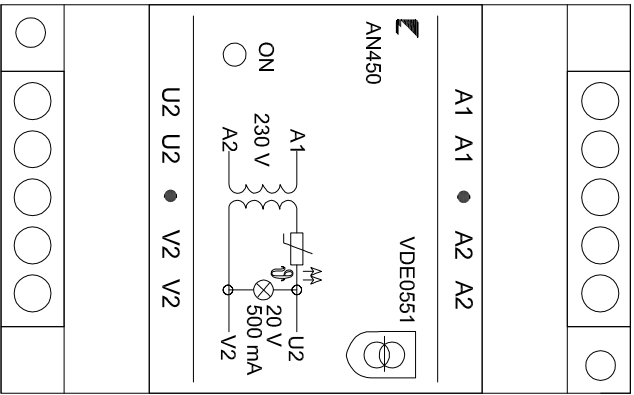 AN450
ON
A1 A1 A2 A2
VDE0551
A1
230 V
A2
U2
20 V
500 mA
V2
U2 U2 V2 V2